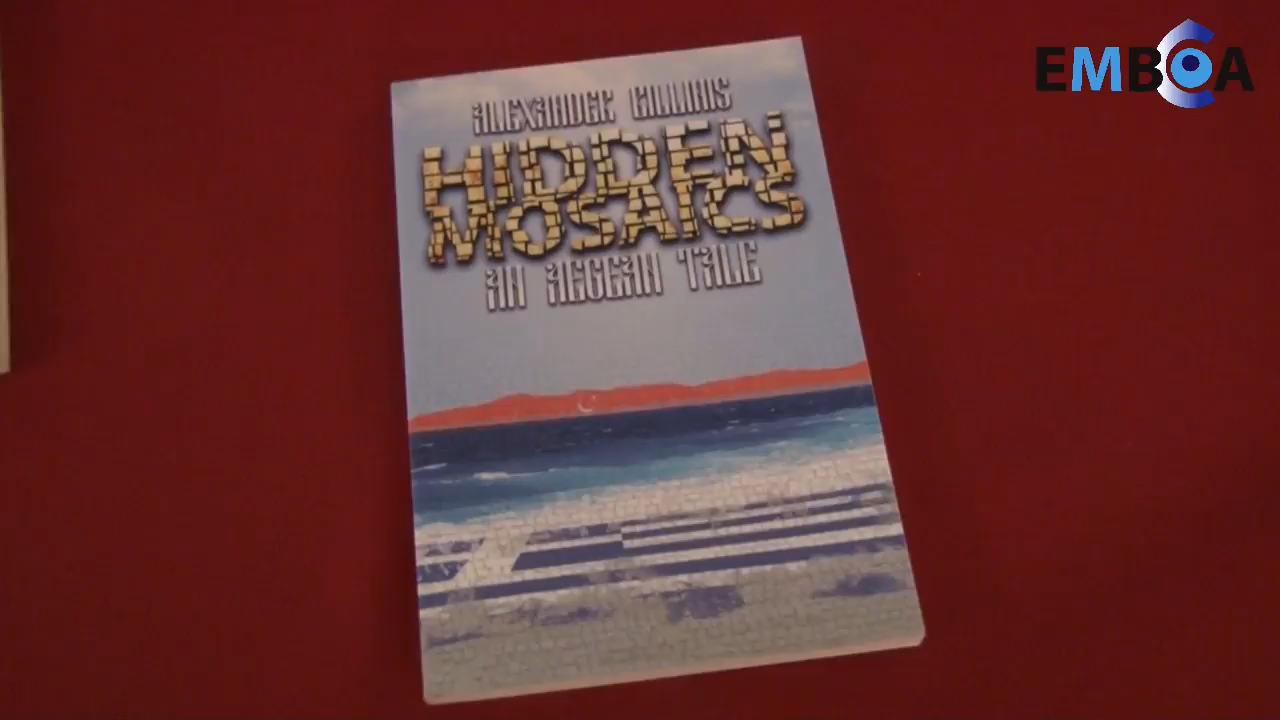 ALEXANDER BILLINIS
HIDDEN
MOSAICS
AN AEGEAN TALE
EMBCA